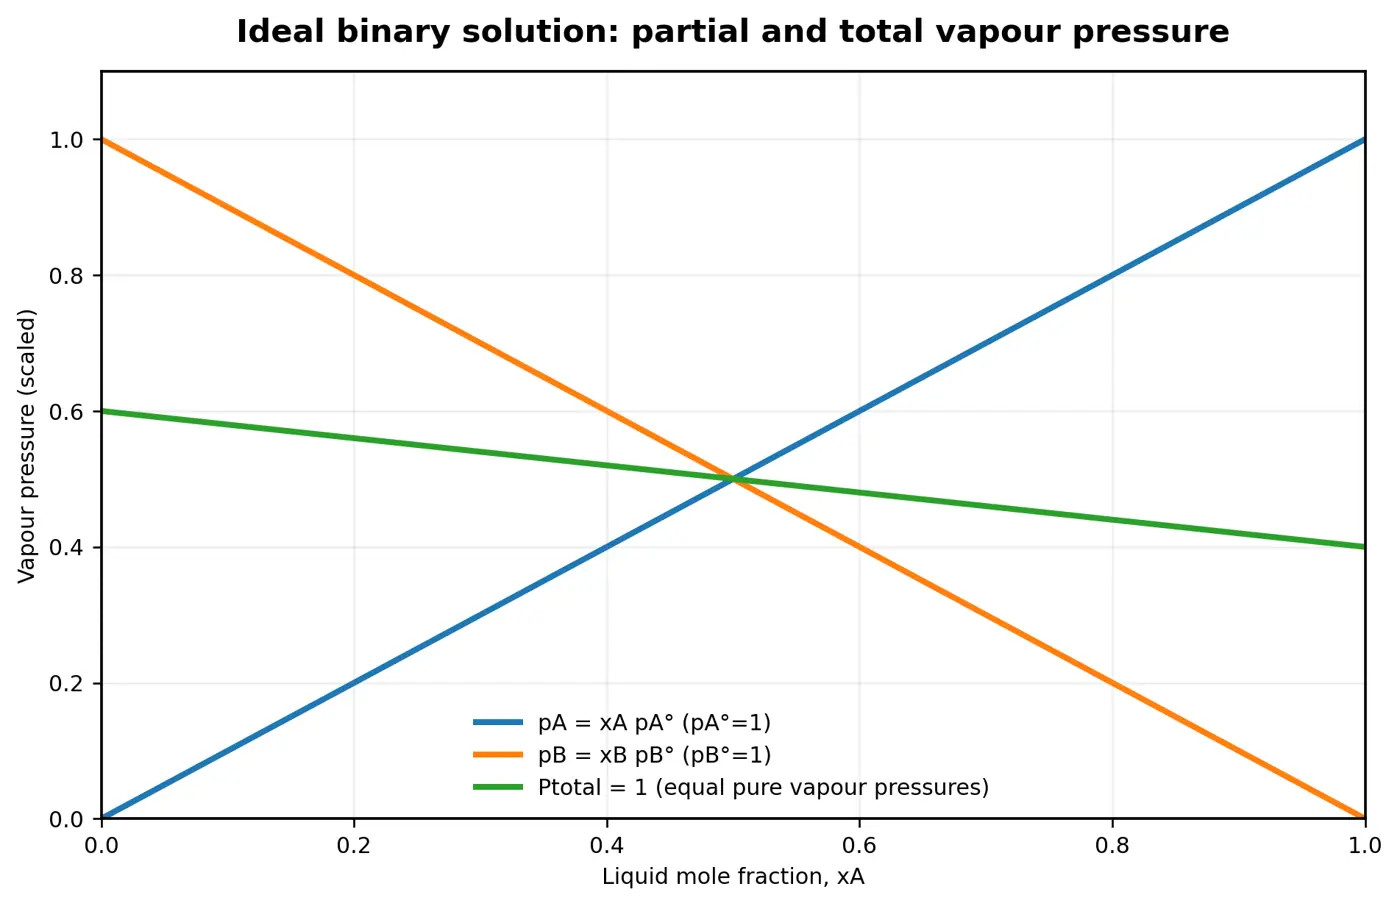 Ideal binary solution: partial and total vapour pressure
Vapour pressure (scaled)
1.0
0.8
0.6
0.4
0.2
0.0
pA = xA pA° (pA°=1)
pB = xB pB° (pB°=1)
Ptotal = 1 (equal pure vapour pressures)
0.0 0.2 0.4 0.6 0.8 1.0
Liquid mole fraction, xA